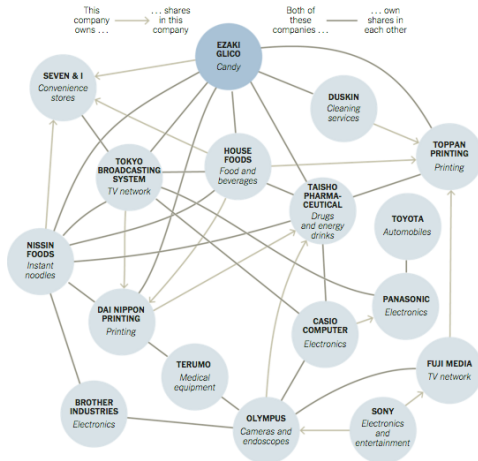 This
company
owns ...
... shares
in this
company
Both of
these
companies ...
... own
shares in
each other
EZAKI
GLICO
Candy
SEVEN & I
Convenience
stores
DUSKIN
Cleaning
services
TOPPAN
PRINTING
Printing
TOKYO
BROADCASTING
SYSTEM
TV network
HOUSE
FOODS
Food and
beverages
TAISHO
PHARMA-
CEUTICAL
Drugs
and energy
drinks
TOYOTA
Automobiles
NISSIN
FOODS
Instant
noodles
DAI NIPPON
PRINTING
Printing
PANASONIC
Electronics
CASIO
COMPUTER
Electronics
TERUMO
Medical
equipment
FUJI MEDIA
TV network
BROTHER
INDUSTRIES
Electronics
OLYMPUS
Cameras and
endoscopes
SONY
Electronics
and
entertainment